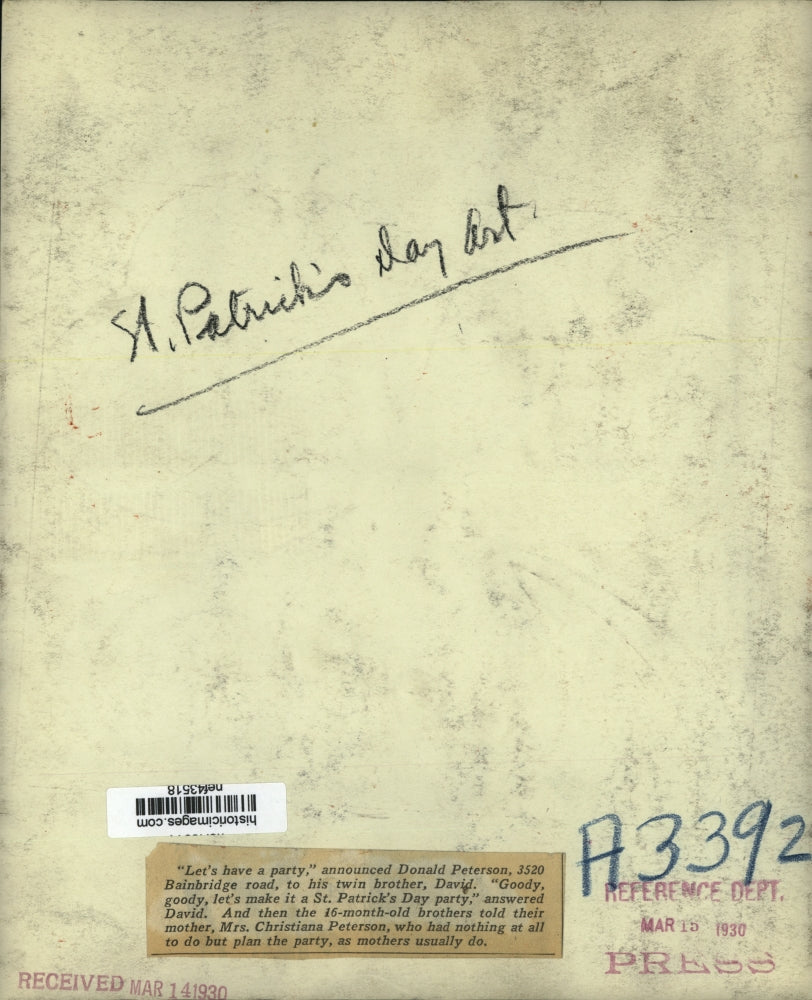 St. Patrick's Day Art.
nef43518
historicimages.com
A3392
"Let's have a party," announced Donald Peterson, 3520
Bainbridge road, to his twin brother, David. "Goody,
goody, let's make it a St. Patrick's Day party," answered
David. And then the 16-month-old brothers told their
mother, Mrs. Christiana Peterson, who had nothing at all
to do but plan the party, as mothers usually do.
REFERENCE DEPT.
MAR 15 1930
PRESS
RECEIVED MAR 14 1930